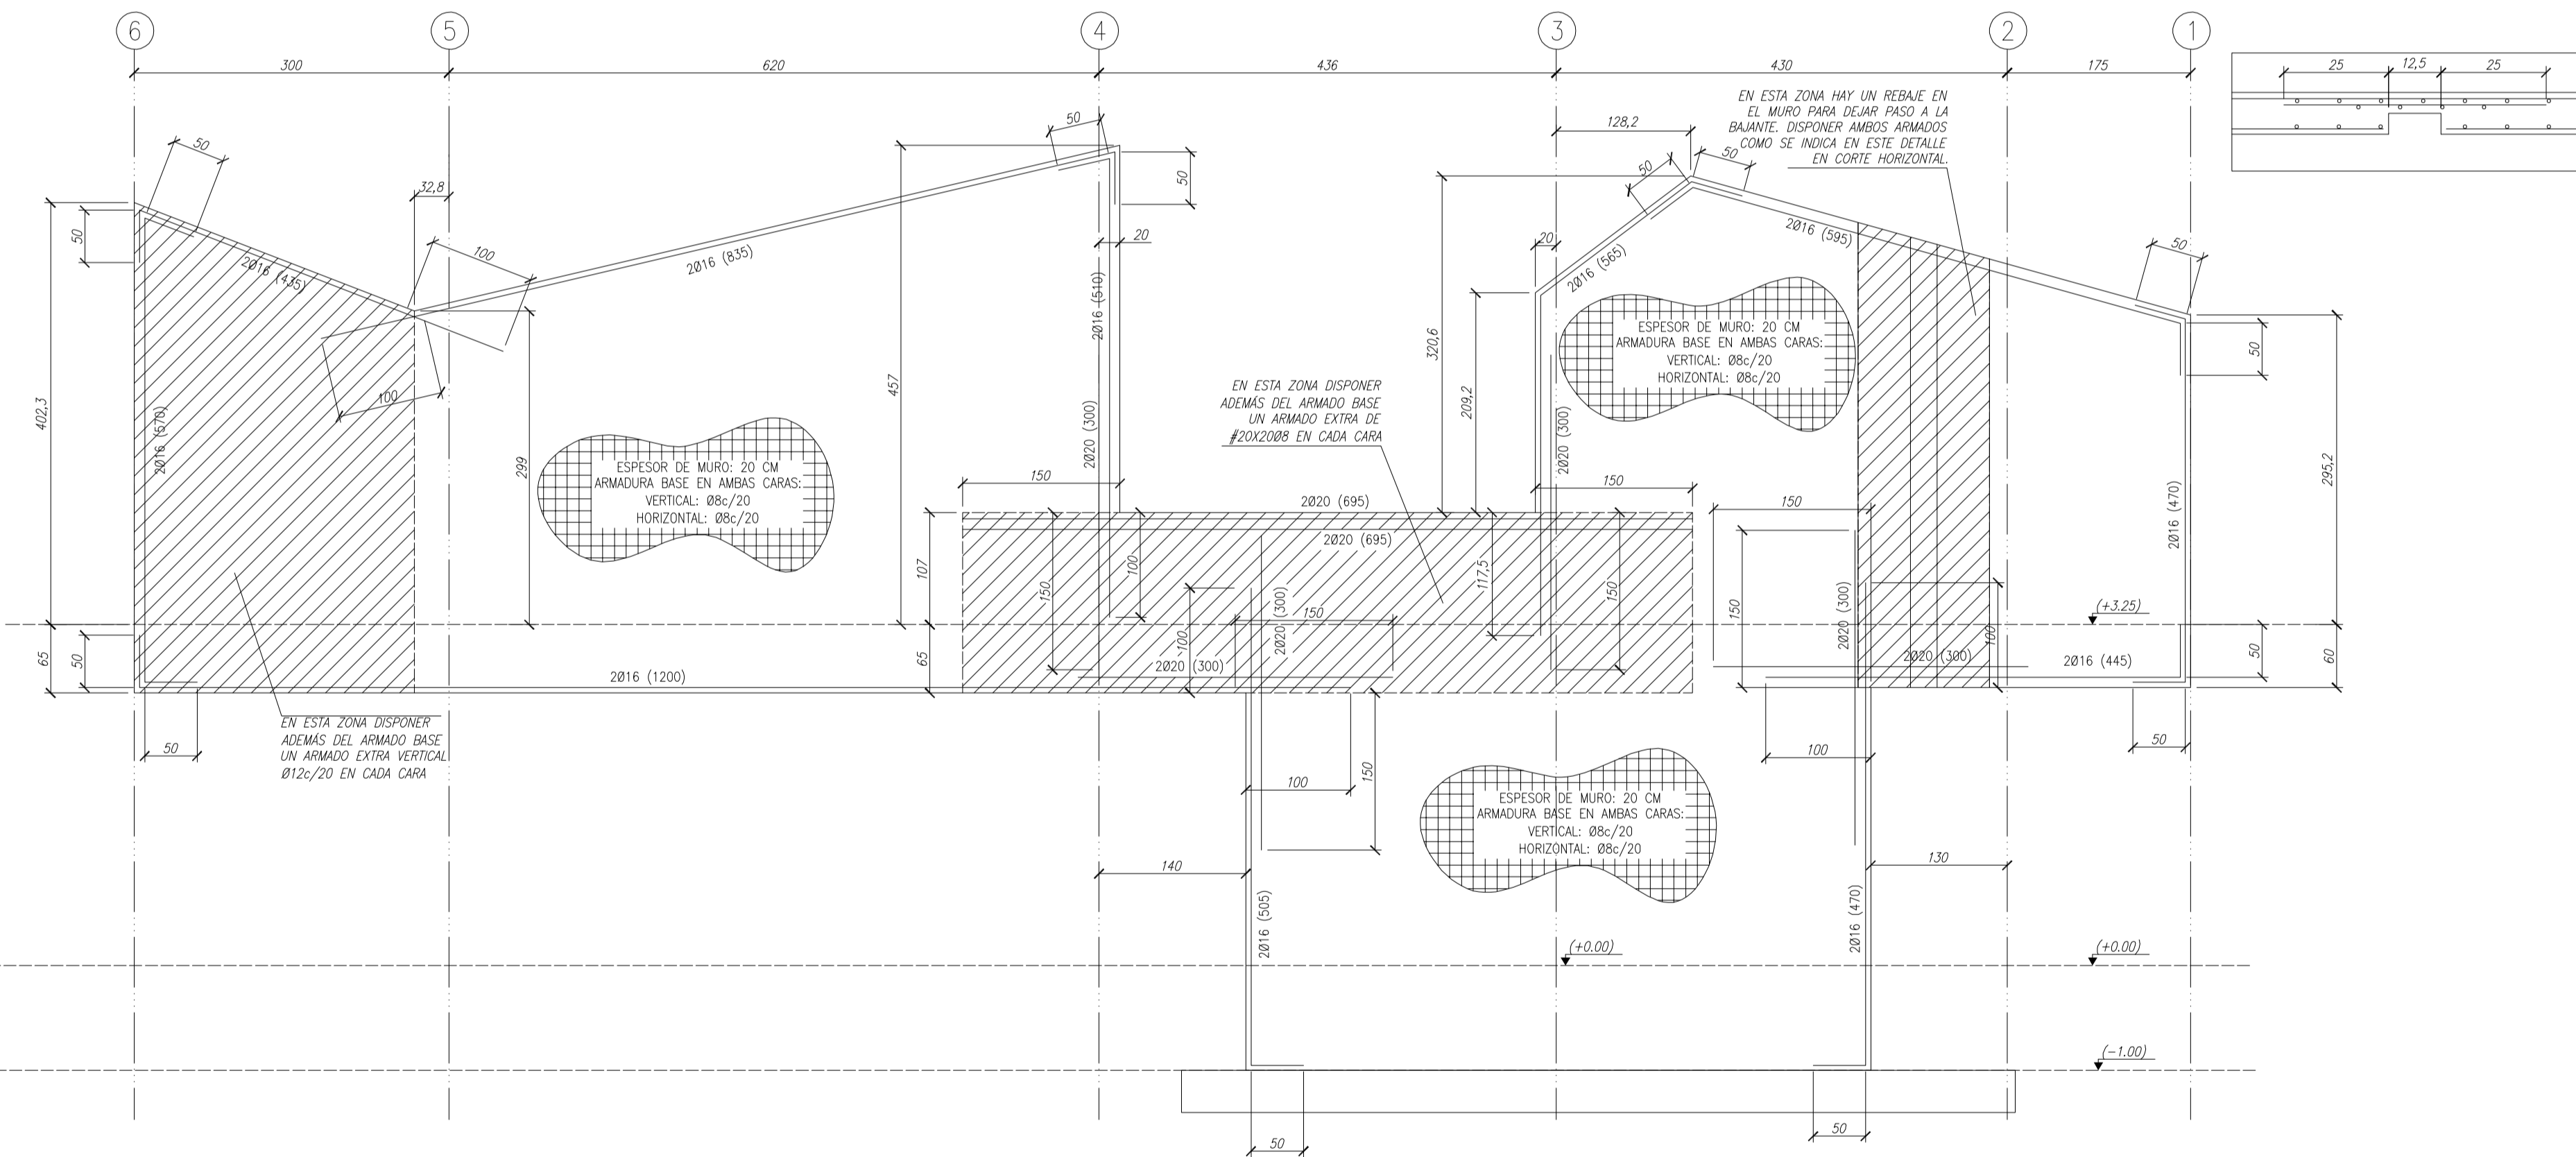 6
5
4
3
2
1
300
620
436
430
175
25
12,5
25
EN ESTA ZONA HAY UN REBAJE EN
EL MURO PARA DEJAR PASO A LA
BAJANTE. DISPONER AMBOS ARMADOS
COMO SE INDICA EN ESTE DETALLE
EN CORTE HORIZONTAL.
128,2
50
50
50
50
50
32,8
20
20
50
50
100
100
2Ø16 (435)
2Ø16 (835)
2Ø16 (510)
2Ø16 (565)
2Ø16 (595)
402,3
2Ø16 (570)
299
457
2Ø20 (300)
320,6
209,2
2Ø20 (300)
50
295,2
2Ø16 (470)
ESPESOR DE MURO: 20 CM
ARMADURA BASE EN AMBAS CARAS:
VERTICAL: Ø8c/20
HORIZONTAL: Ø8c/20
EN ESTA ZONA DISPONER
ADEMÁS DEL ARMADO BASE
UN ARMADO EXTRA DE
#20X20Ø8 EN CADA CARA
ESPESOR DE MURO: 20 CM
ARMADURA BASE EN AMBAS CARAS:
VERTICAL: Ø8c/20
HORIZONTAL: Ø8c/20
150
150
150
2Ø20 (695)
2Ø20 (695)
107
150
100
117,5
150
150
100
2Ø20 (300)
150
2Ø20 (300)
2Ø20 (300)
100
2Ø20 (300)
2Ø16 (445)
(+3.25)
65
50
65
50
60
2Ø16 (1200)
EN ESTA ZONA DISPONER
ADEMÁS DEL ARMADO BASE
UN ARMADO EXTRA VERTICAL
Ø12c/20 EN CADA CARA
50
100
150
100
50
ESPESOR DE MURO: 20 CM
ARMADURA BASE EN AMBAS CARAS:
VERTICAL: Ø8c/20
HORIZONTAL: Ø8c/20
140
130
2Ø16 (505)
2Ø16 (470)
(+0.00)
(+0.00)
(-1.00)
50
50